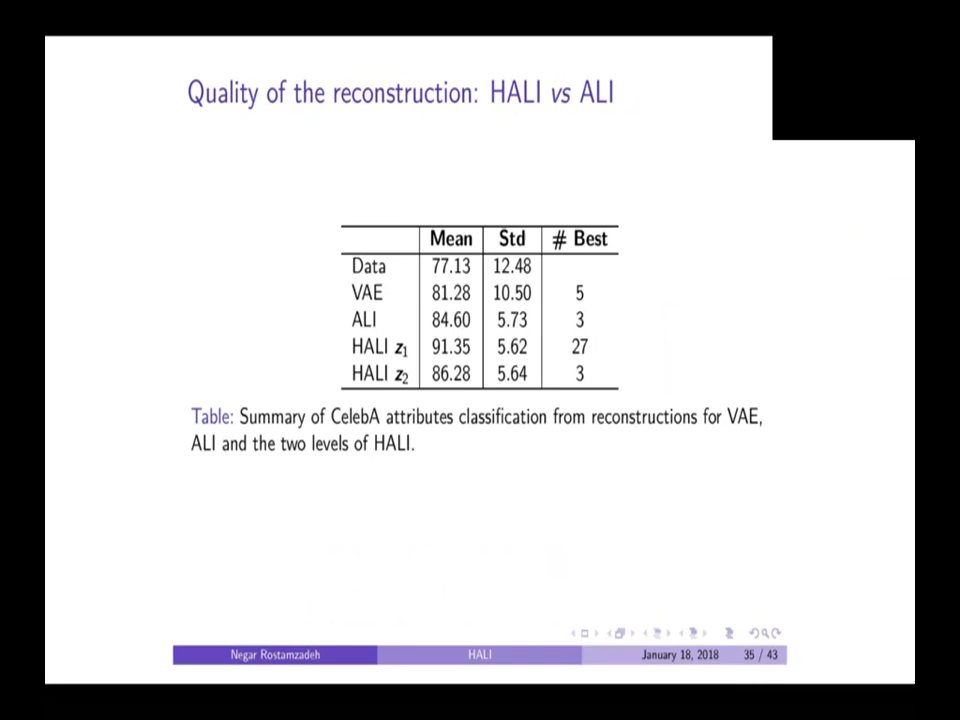 Quality of the reconstruction: HALI vs ALI
Mean Std # Best
Data 77.13 12.48
VAE 81.28 10.50 5
ALI 84.60 5.73 3
HALI z1 91.35 5.62 27
HALI z2 86.28 5.64 3
Table: Summary of CelebA attributes classification from reconstructions for VAE,
ALI and the two levels of HALI.
Negar Rostamzadeh HALI January 18, 2018 35 / 43